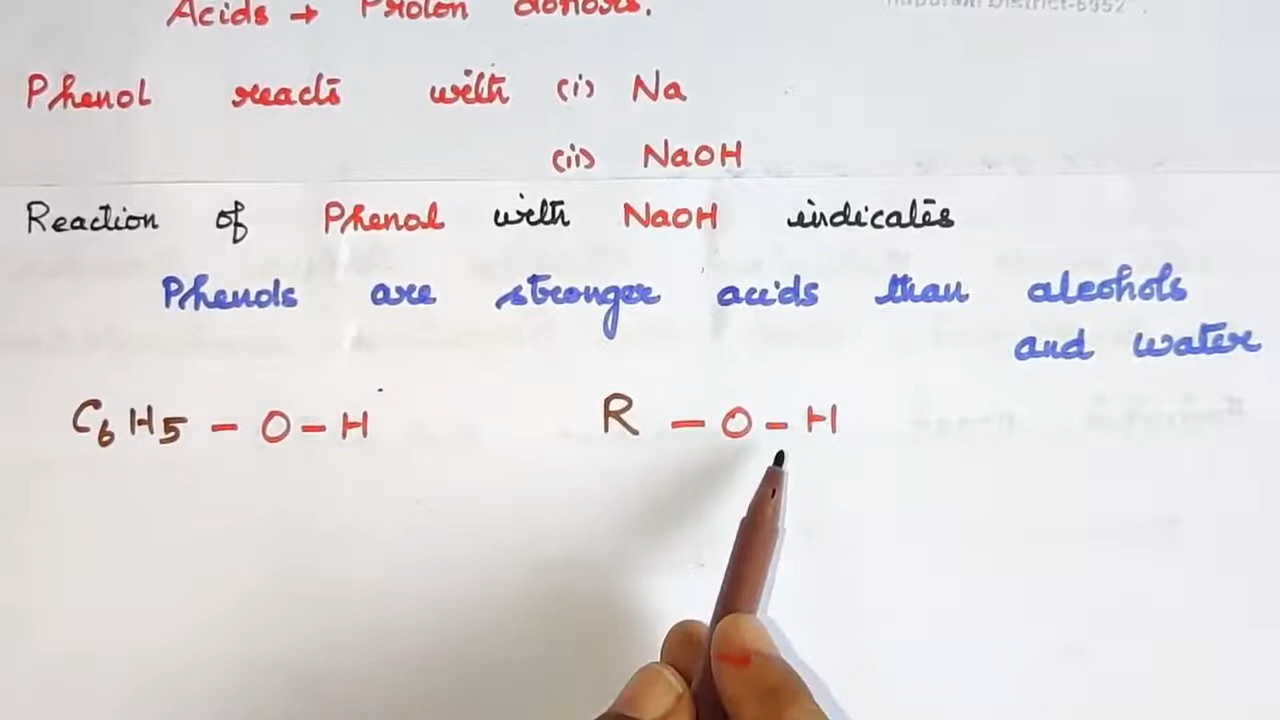 Acids → Proton donors.
Phenol reacts with (i) Na
(ii) NaOH
Reaction of Phenol with NaOH indicates
Phenols are stronger acids than alcohols
and water
C6H5 – O – H R – O – H